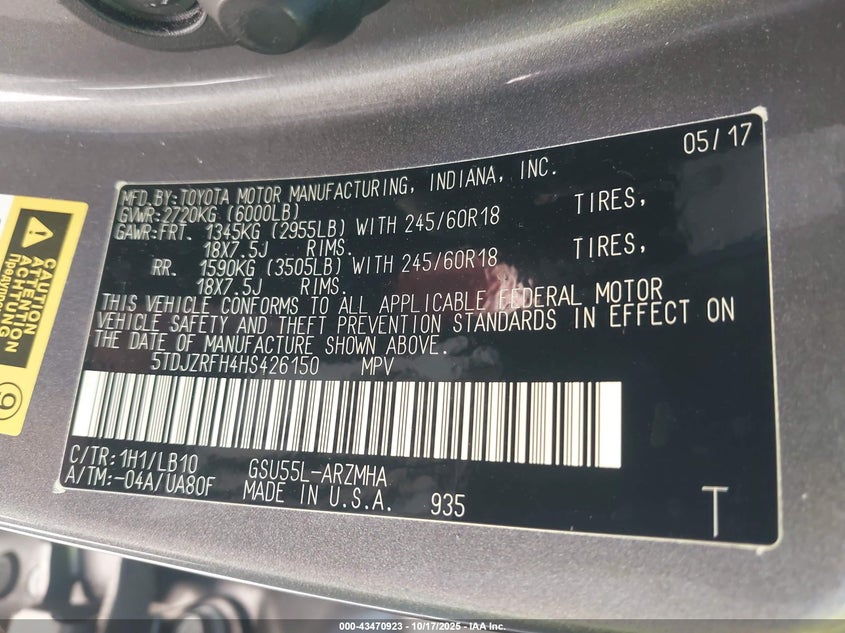 05/17
MFD.BY:TOYOTA MOTOR MANUFACTURING, INDIANA, INC.
GVWR:2720KG (6000LB)
GAWR:FRT. 1345KG (2955LB) WITH 245/60R18 TIRES,
18X7.5J RIMS.
RR. 1590KG (3505LB) WITH 245/60R18 TIRES,
18X7.5J RIMS.
THIS VEHICLE CONFORMS TO ALL APPLICABLE FEDERAL MOTOR
VEHICLE SAFETY AND THEFT PREVENTION STANDARDS IN EFFECT ON
THE DATE OF MANUFACTURE SHOWN ABOVE.
5TDJZRFH4HS426150 MPV
C/TR:1H1/LB10 GSU55L-ARZMHA
A/TM:-04A/UA80F MADE IN U.S.A. 935
T
CAUTION
ATTENTION
ACHTUNG
9
000-43470923 - 10/17/2025 - IAA Inc.